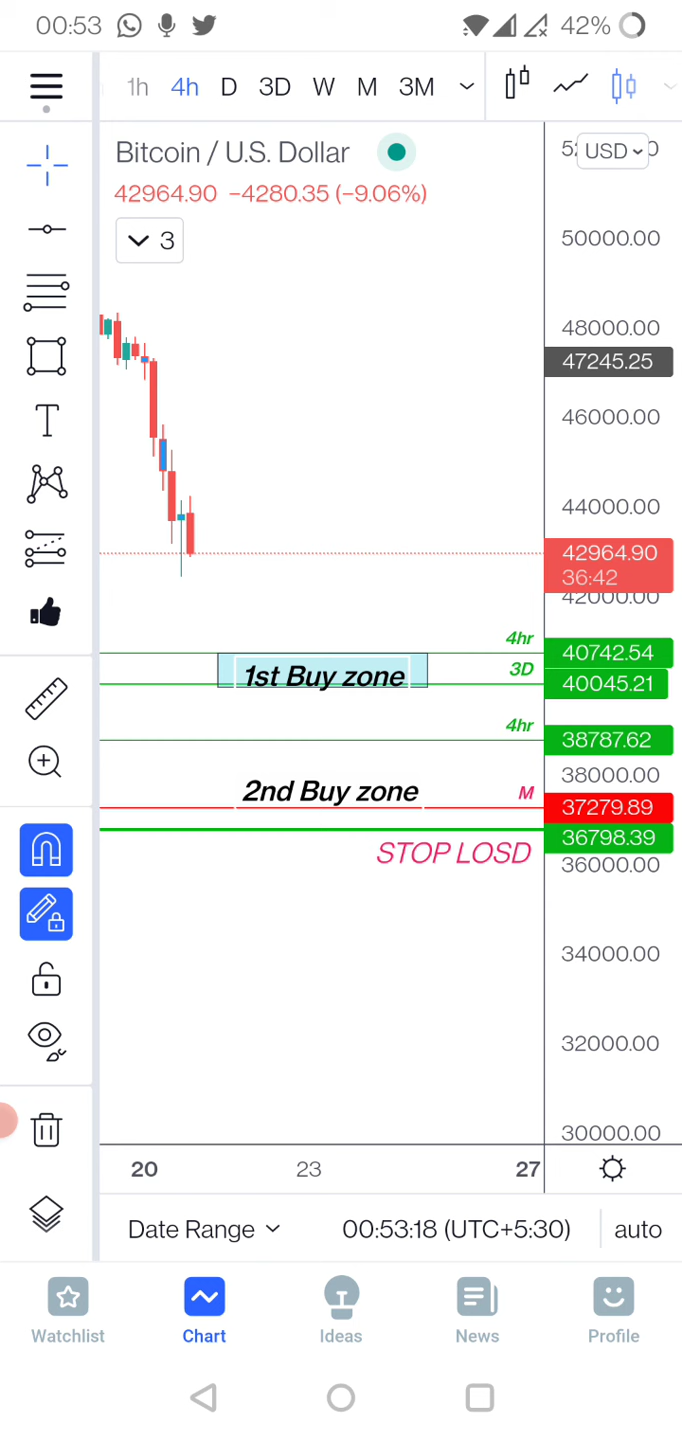 00:53 42%
1h 4h D 3D W M 3M
Bitcoin / U.S. Dollar
USD
42964.90 −4280.35 (−9.06%)
3
50000.00
48000.00
47245.25
46000.00
44000.00
42964.90
36:42
42000.00
4hr 40742.54
1st Buy zone
3D 40045.21
4hr 38787.62
38000.00
2nd Buy zone
M 37279.89
36798.39
STOP LOSD
36000.00
34000.00
32000.00
30000.00
20 23 27
Date Range 00:53:18 (UTC+5:30) auto
Watchlist Chart Ideas News Profile